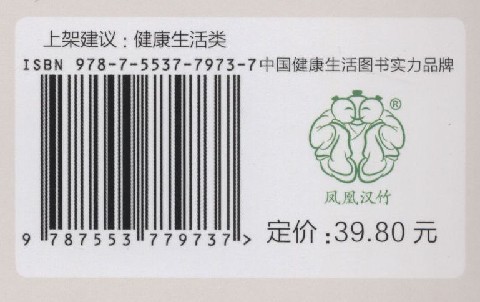 上架建议：健康生活类
ISBN 978-7-5537-7973-7 中国健康生活图书实力品牌
®
凤凰汉竹
9 787553 779737 >
定价：39.80 元